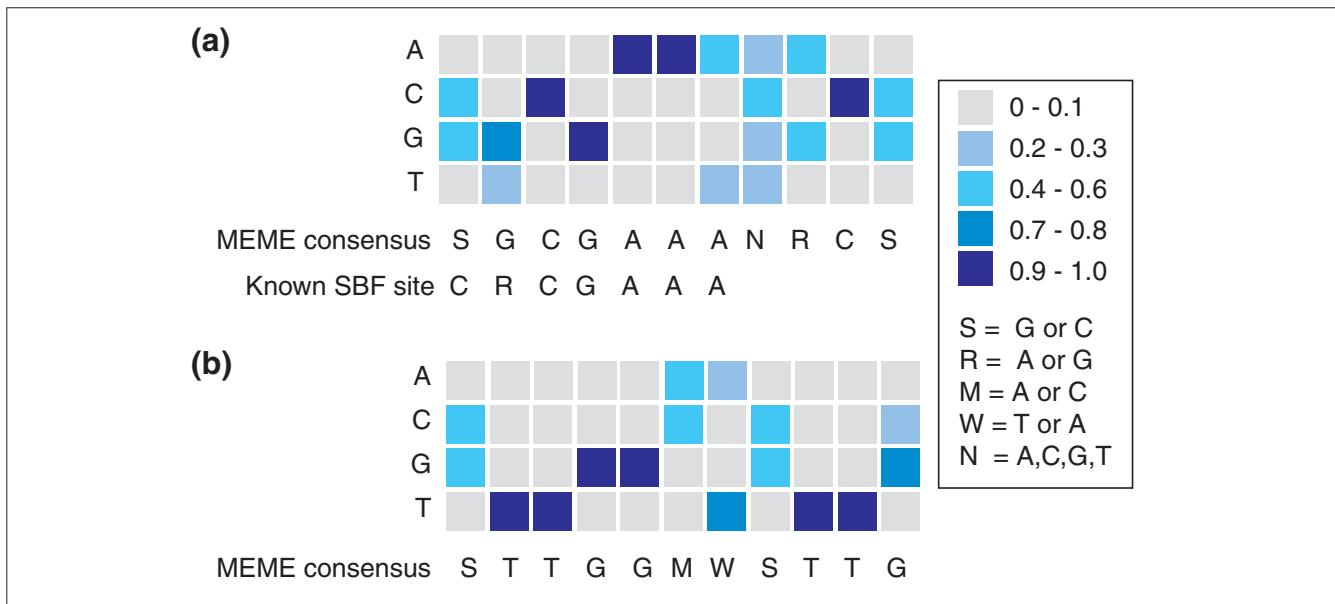 (a)
A
C
G
T
MEME consensus S G C G A A A N R C S
Known SBF site C R C G A A A
(b)
A
C
G
T
MEME consensus S T T G G M W S T T G
0 - 0.1
0.2 - 0.3
0.4 - 0.6
0.7 - 0.8
0.9 - 1.0
S = G or C
R = A or G
M = A or C
W = T or A
N = A,C,G,T